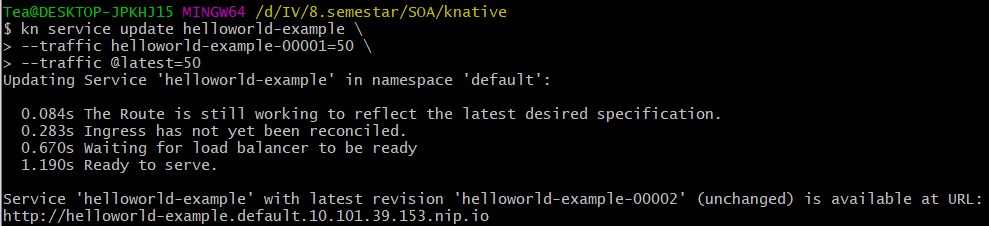 Tea@DESKTOP-JPKHJ15 MINGW64 /d/IV/8.semestar/SOA/knative
$ kn service update helloworld-example \
> --traffic helloworld-example-00001=50 \
> --traffic @latest=50
Updating Service 'helloworld-example' in namespace 'default':

  0.084s The Route is still working to reflect the latest desired specification.
  0.283s Ingress has not yet been reconciled.
  0.670s Waiting for load balancer to be ready
  1.190s Ready to serve.

Service 'helloworld-example' with latest revision 'helloworld-example-00002' (unchanged) is available at URL:
http://helloworld-example.default.10.101.39.153.nip.io